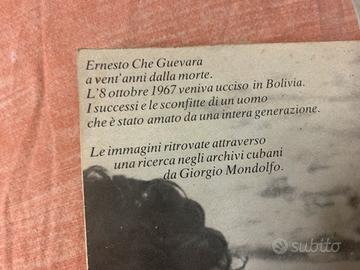 Ernesto Che Guevara
a vent'anni dalla morte.
L'8 ottobre 1967 veniva ucciso in Bolivia.
I successi e le sconfitte di un uomo
che è stato amato da una intera generazione.
Le immagini ritrovate attraverso
una ricerca negli archivi cubani
da Giorgio Mondolfo.
subito